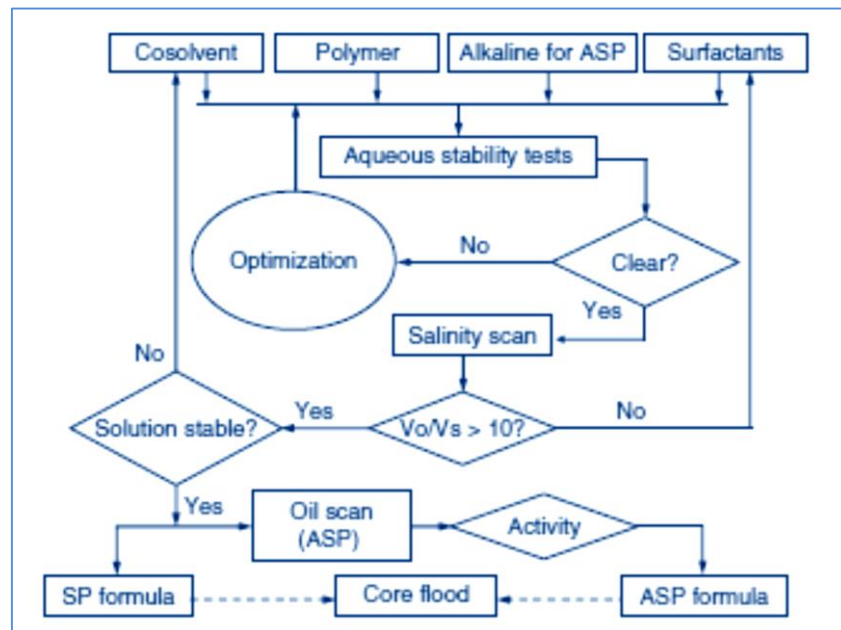 Cosolvent
Polymer
Alkaline for ASP
Surfactants
Aqueous stability tests
Optimization
No
Clear?
Yes
Salinity scan
No
Solution stable?
Yes
Vo/Vs > 10?
No
Yes
Oil scan
(ASP)
Activity
SP formula
Core flood
ASP formula